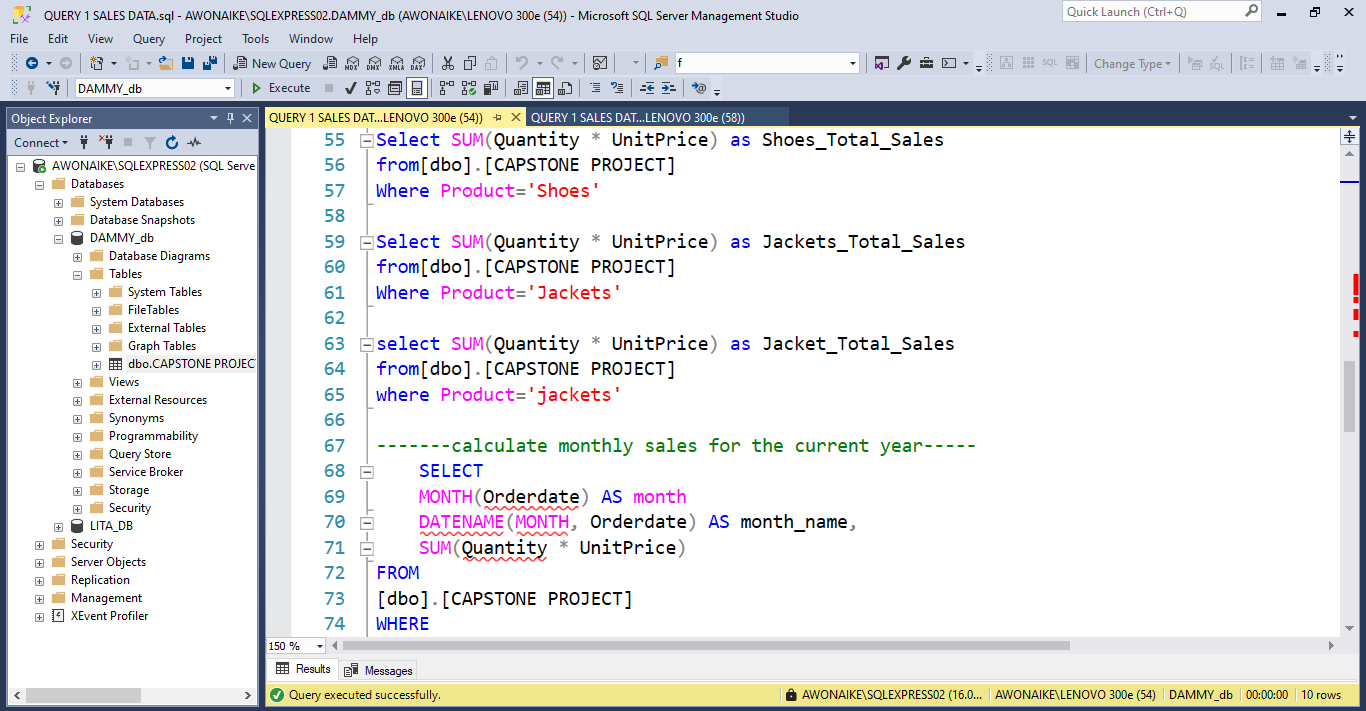 QUERY 1 SALES DATA.sql - AWONAIKE\SQLEXPRESS02.DAMMY_db (AWONAIKE\LENOVO 300e (54)) - Microsoft SQL Server Management Studio
Quick Launch (Ctrl+Q)
File Edit View Query Project Tools Window Help
New Query MDX DMX XMLA DAX f SQL Change Type SQL
DAMMY_db Execute
Object Explorer
Connect
AWONAIKE\SQLEXPRESS02 (SQL Serve
Databases
System Databases
Database Snapshots
DAMMY_db
Database Diagrams
Tables
System Tables
FileTables
External Tables
Graph Tables
dbo.CAPSTONE PROJEC
Views
External Resources
Synonyms
Programmability
Query Store
Service Broker
Storage
Security
LITA_DB
Security
Server Objects
Replication
Management
XEvent Profiler
QUERY 1 SALES DAT...LENOVO 300e (54)) QUERY 1 SALES DAT...LENOVO 300e (58))
55 Select SUM(Quantity * UnitPrice) as Shoes_Total_Sales
56 from[dbo].[CAPSTONE PROJECT]
57 Where Product='Shoes'
58
59 Select SUM(Quantity * UnitPrice) as Jackets_Total_Sales
60 from[dbo].[CAPSTONE PROJECT]
61 Where Product='Jackets'
62
63 select SUM(Quantity * UnitPrice) as Jacket_Total_Sales
64 from[dbo].[CAPSTONE PROJECT]
65 where Product='jackets'
66
67 -------calculate monthly sales for the current year-----
68 SELECT
69 MONTH(Orderdate) AS month
70 DATENAME(MONTH, Orderdate) AS month_name,
71 SUM(Quantity * UnitPrice)
72 FROM
73 [dbo].[CAPSTONE PROJECT]
74 WHERE
150 %
Results Messages
Query executed successfully. AWONAIKE\SQLEXPRESS02 (16.0... AWONAIKE\LENOVO 300e (54) DAMMY_db 00:00:00 10 rows